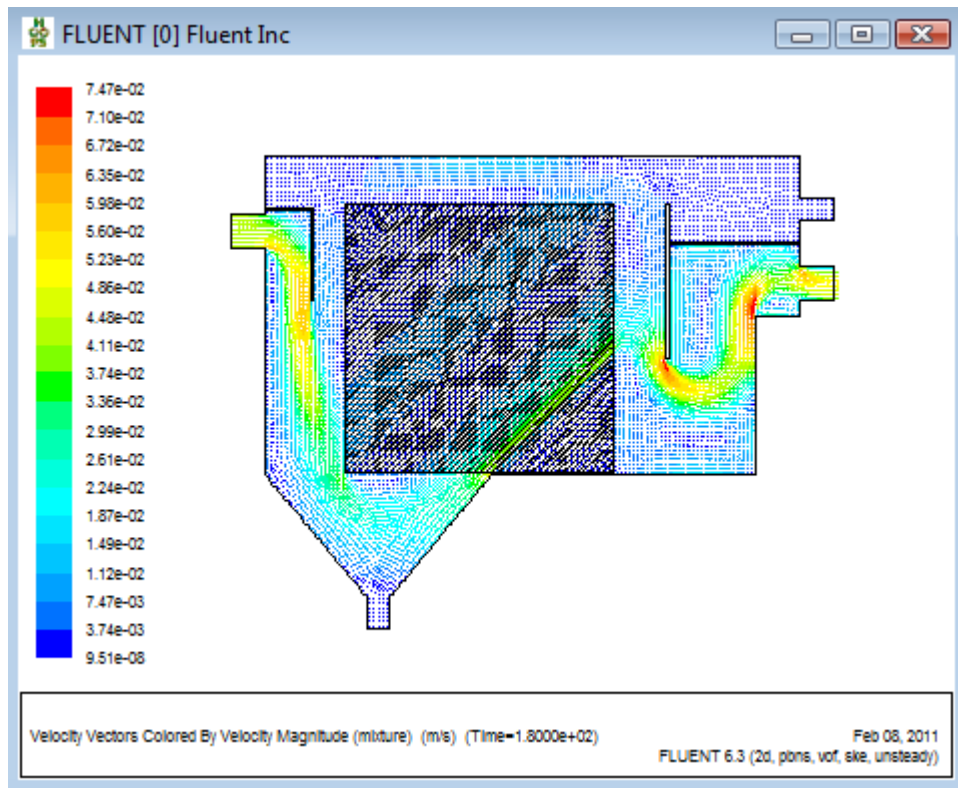 FLUENT [0] Fluent Inc
7.47e-02
7.10e-02
6.72e-02
6.35e-02
5.98e-02
5.60e-02
5.23e-02
4.86e-02
4.48e-02
4.11e-02
3.74e-02
3.36e-02
2.99e-02
2.61e-02
2.24e-02
1.87e-02
1.49e-02
1.12e-02
7.47e-03
3.74e-03
9.51e-08
Velocity Vectors Colored By Velocity Magnitude (mixture) (m/s) (Time=1.8000e+02)
Feb 08, 2011
FLUENT 6.3 (2d, pbns, vof, ske, unsteady)